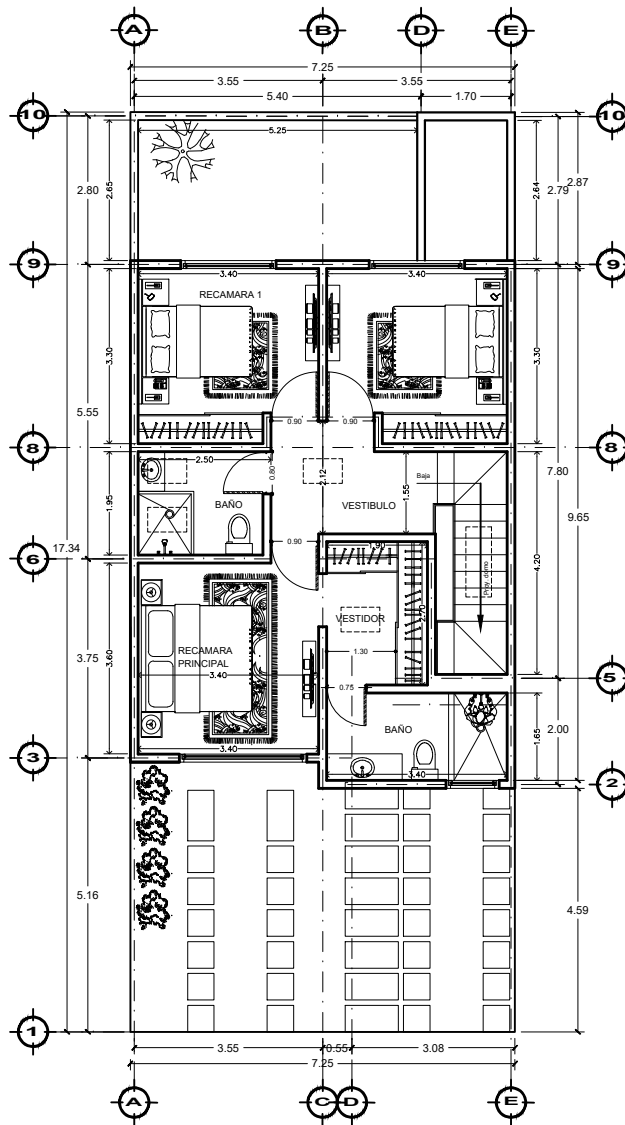 A B D E
7.25
3.55 3.55
5.40 1.70
10 10
5.25
2.80 2.65 2.64 2.79 2.87
9 9
3.40 3.40
RECAMARA 1
3.30 3.30
5.55
0.90 0.90
8 8
2.50
7.80
0.80 2.12 1.55 Baja
9.65
1.95 BAÑO VESTIBULO
17.34
0.90 1.90
6
4.20
Proy. domo
3.75 3.60
2.70
VESTIDOR
RECAMARA
PRINCIPAL
1.30
3.40
0.75
5
BAÑO
2.00
1.65
3.40 3.40
3 2
5.16 4.59
1
3.55 0.55 3.08
7.25
A C D E